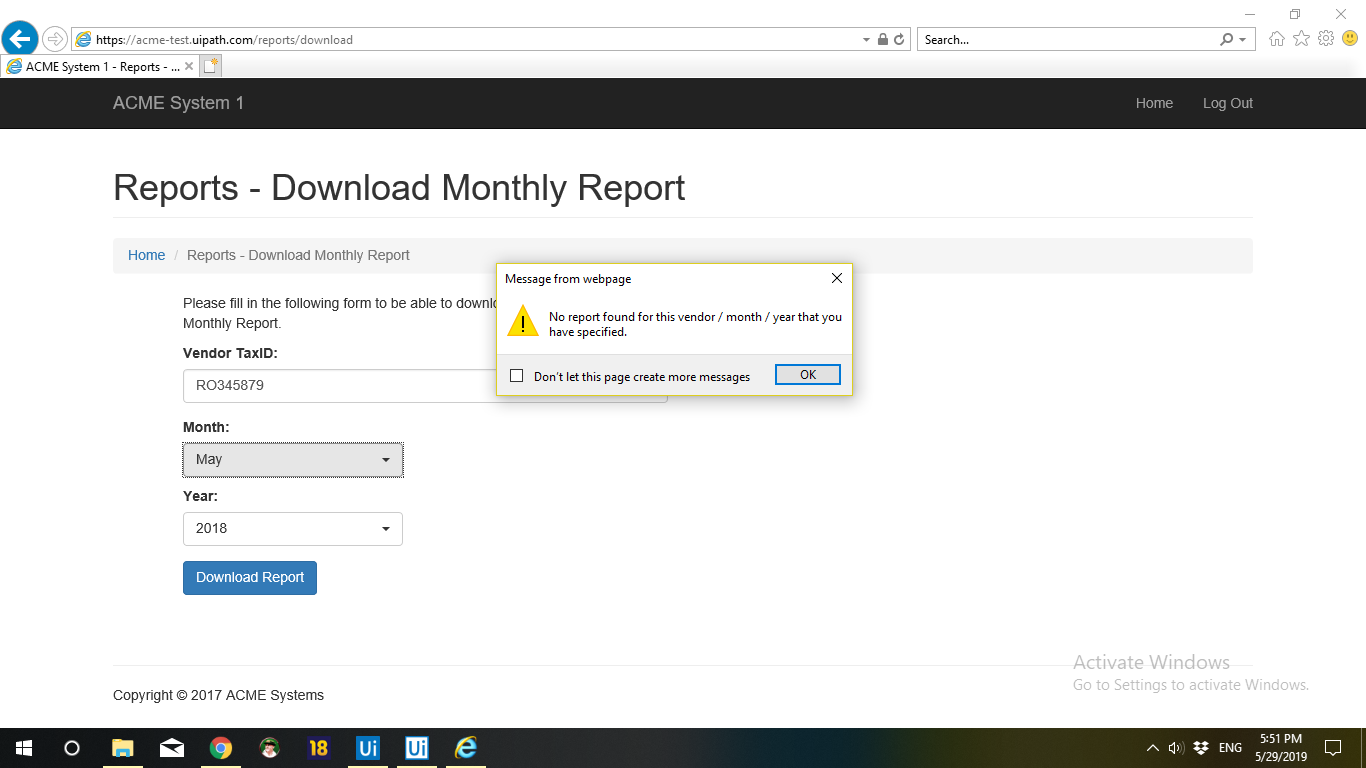 https://acme-test.uipath.com/reports/download
Search...
ACME System 1 - Reports - ...
ACME System 1
Home
Log Out
Reports - Download Monthly Report
Home / Reports - Download Monthly Report
Please fill in the following form to be able to
Monthly Report.
Vendor TaxID:
RO345879
Message from webpage
No report found for this vendor / month / year that you
have specified.
Don't let this page create more messages
OK
Month:
May
Year:
2018
Download Report
Activate Windows
Go to Settings to activate Windows.
Copyright © 2017 ACME Systems
18
Ui
Ui
ENG
5:51 PM
5/29/2019